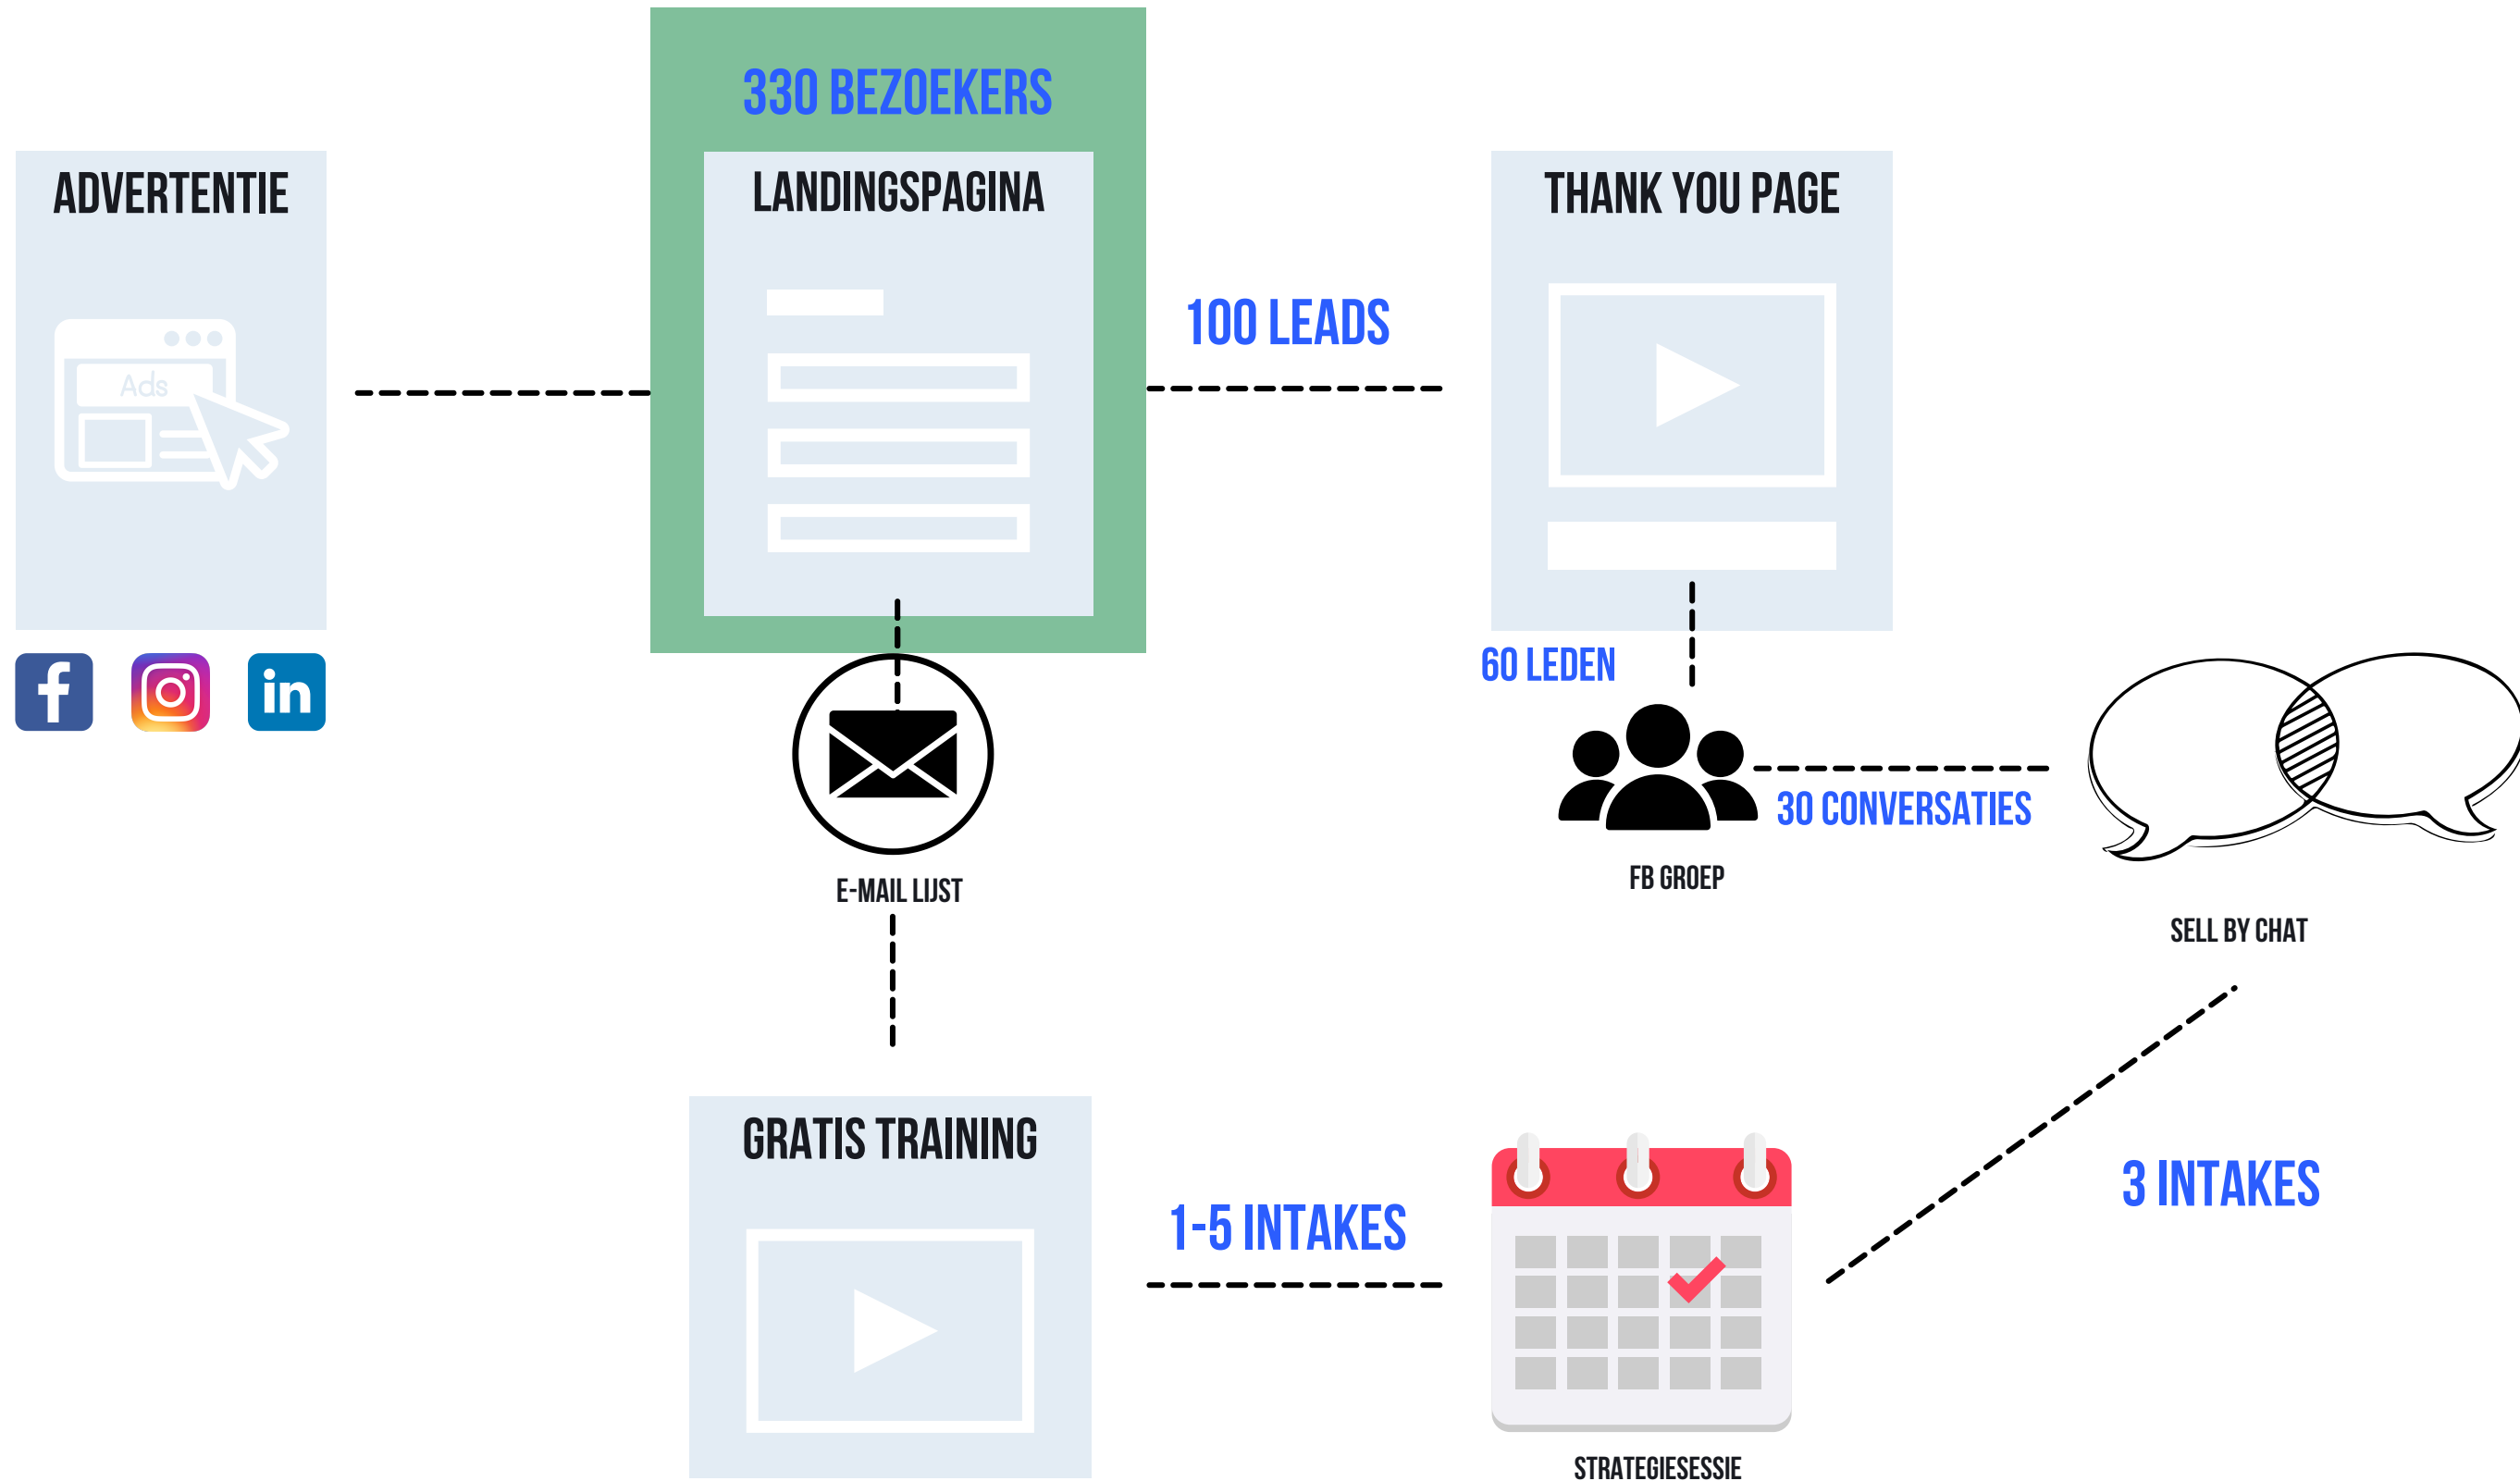 330 BEZOEKERS
ADVERTENTIE
LANDINGSPAGINA
THANK YOU PAGE
100 LEADS
Ads
60 LEDEN
in
30 CONVERSATIES
FB GROEP
E-MAIL LIJST
SELL BY CHAT
GRATIS TRAINING
1-5 INTAKES
3 INTAKES
STRATEGIESESSIE